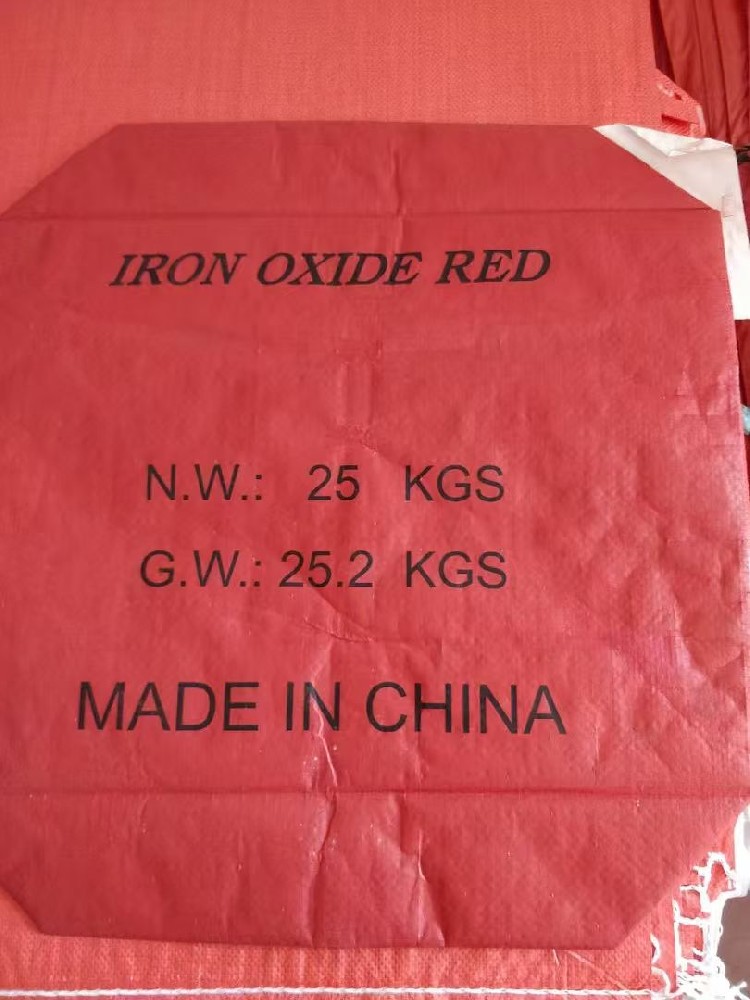 IRON OXIDE RED
N.W.: 25 KGS
G.W.: 25.2 KGS
MADE IN CHINA